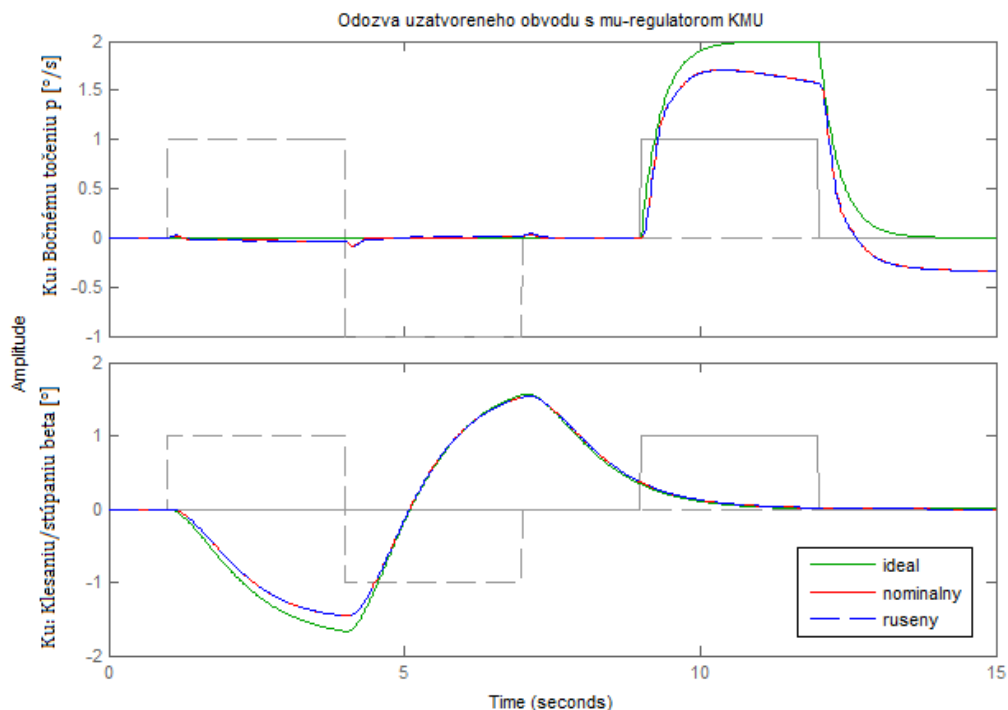 Odozva uzatvoreneho obvodu s mu-regulatorom KMU
Amplitude
Ku: Bočnému točeniu p [°/s]
2
1.5
1
0.5
0
-0.5
-1
Ku: Klesaniu/stúpaniu beta [°]
2
1
0
-1
-2
ideal
nominalny
ruseny
0
5
10
15
Time (seconds)